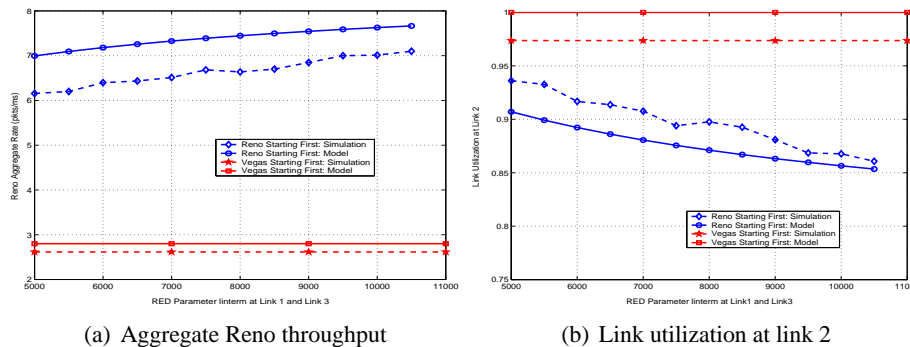 8
7
6
5
4
3
2
Reno Aggregate Rate (pkts/ms)
Reno Starting First: Simulation
Reno Starting First: Model
Vegas Starting First: Simulation
Vegas Starting First: Model
5000 6000 7000 8000 9000 10000 11000
RED Parameter linterm at Link 1 and Link 3
(a) Aggregate Reno throughput
1
0.95
0.9
0.85
0.8
0.75
Link Utilization at Link 2
Reno Starting First: Simulation
Reno Starting First: Model
Vegas Starting First: Simulation
Vegas Starting First: Model
5000 6000 7000 8000 9000 10000 110
RED Parameter linterm at Link1 and Link3
(b) Link utilization at link 2